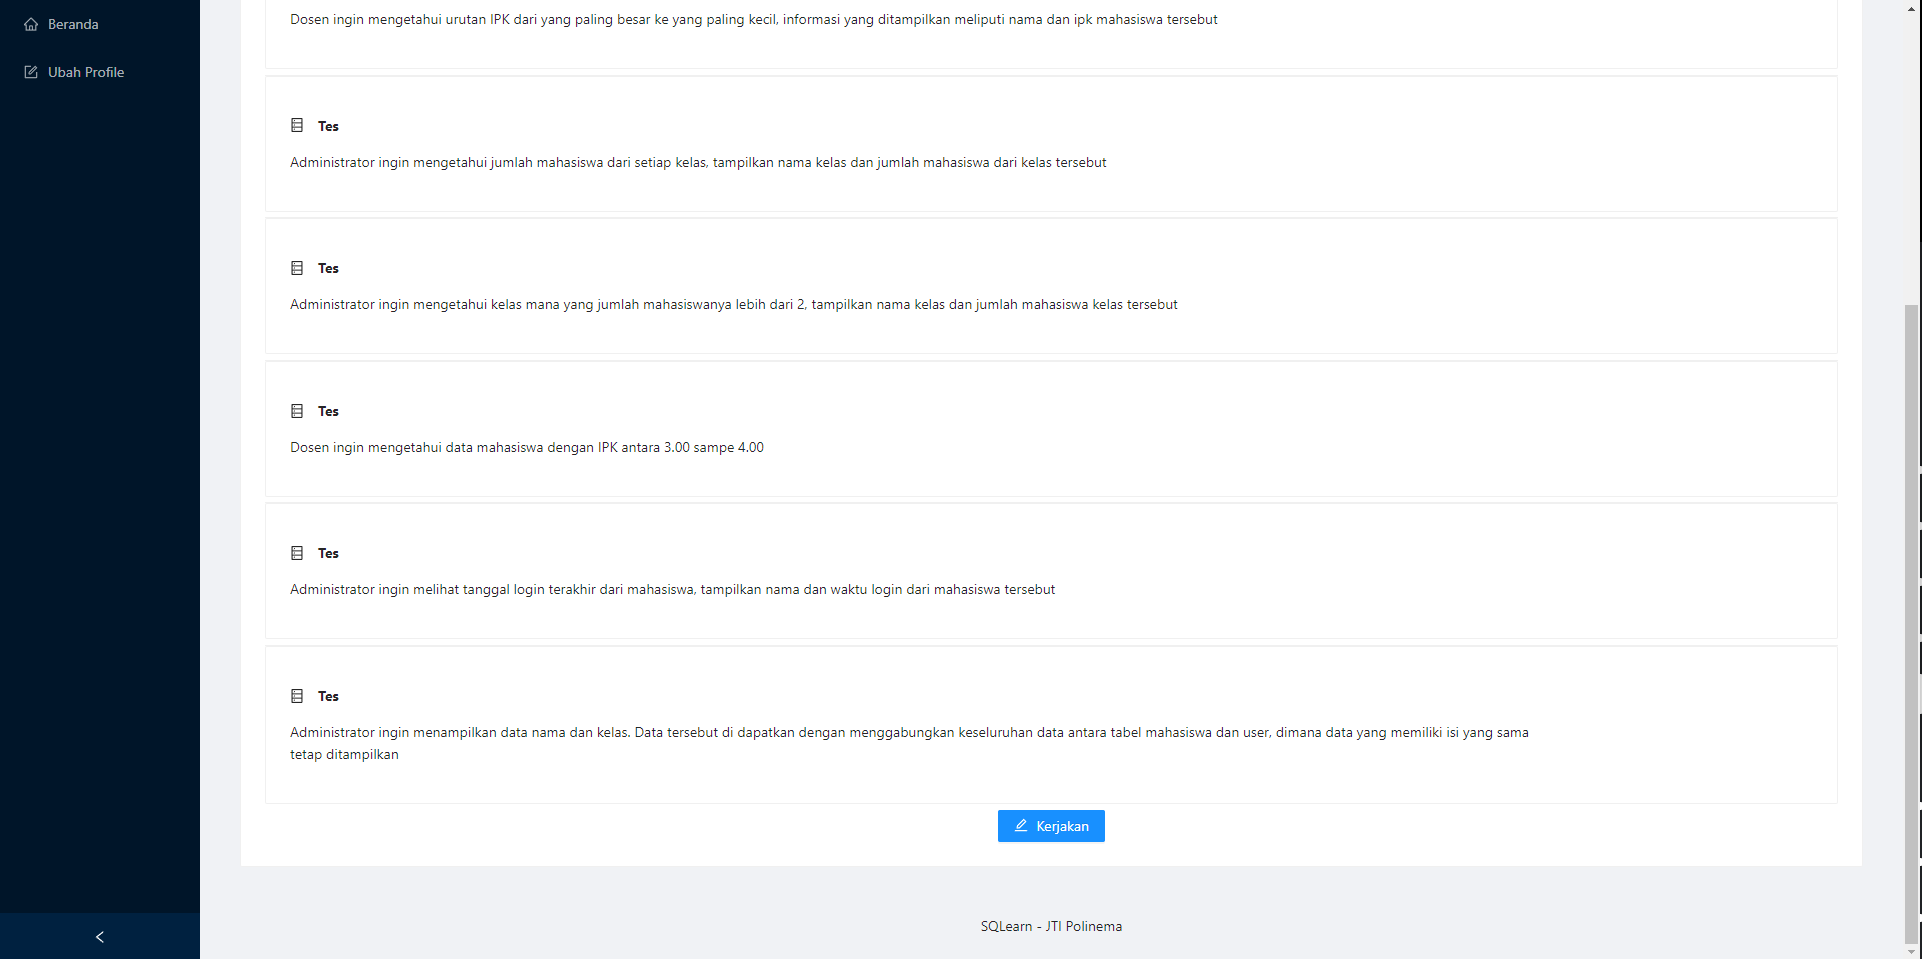 Beranda
Ubah Profile
Dosen ingin mengetahui urutan IPK dari yang paling besar ke yang paling kecil, informasi yang ditampilkan meliputi nama dan ipk mahasiswa tersebut
Tes
Administrator ingin mengetahui jumlah mahasiswa dari setiap kelas, tampilkan nama kelas dan jumlah mahasiswa dari kelas tersebut
Tes
Administrator ingin mengetahui kelas mana yang jumlah mahasiswanya lebih dari 2, tampilkan nama kelas dan jumlah mahasiswa kelas tersebut
Tes
Dosen ingin mengetahui data mahasiswa dengan IPK antara 3.00 sampe 4.00
Tes
Administrator ingin melihat tanggal login terakhir dari mahasiswa, tampilkan nama dan waktu login dari mahasiswa tersebut
Tes
Administrator ingin menampilkan data nama dan kelas. Data tersebut di dapatkan dengan menggabungkan keseluruhan data antara tabel mahasiswa dan user, dimana data yang memiliki isi yang sama
tetap ditampilkan
Kerjakan
SQLearn - JTI Polinema